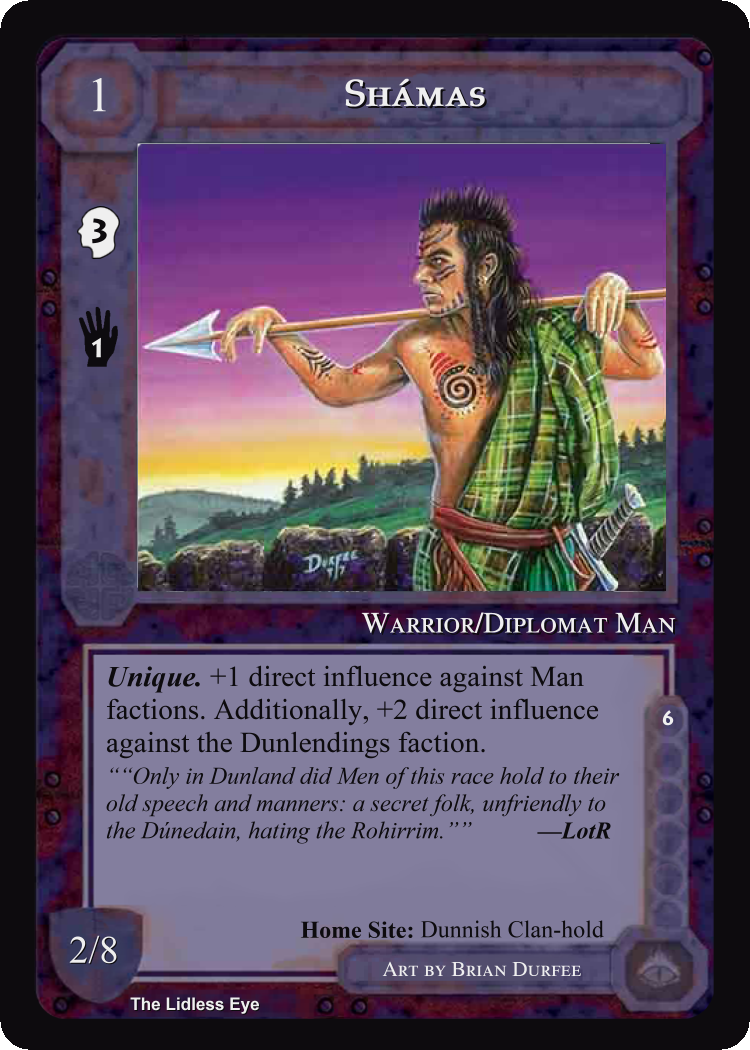 1
SHÁMAS
3
1
DURFEE
WARRIOR/DIPLOMAT MAN
Unique. +1 direct influence against Man
factions. Additionally, +2 direct influence
against the Dunlendings faction.
““Only in Dunland did Men of this race hold to their
old speech and manners: a secret folk, unfriendly to
the Dúnedain, hating the Rohirrim.”” —LotR
6
Home Site: Dunnish Clan-hold
2/8
ART BY BRIAN DURFEE
The Lidless Eye